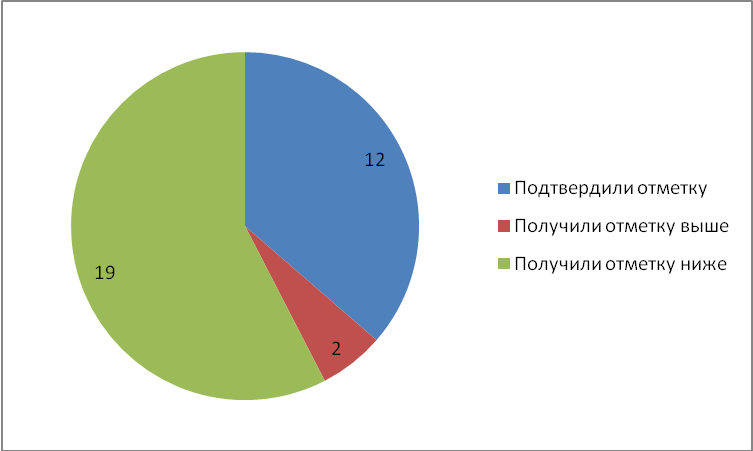 12
Подтвердили отметку
Получили отметку выше
Получили отметку ниже
19
2